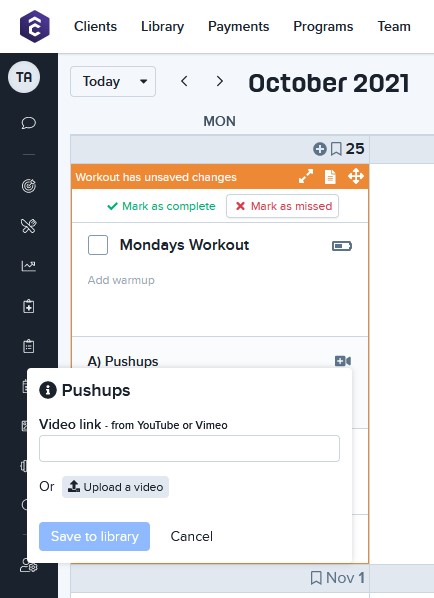 Clients Library Payments Programs Team
TA
Today October 2021
MON
25
Workout has unsaved changes
Mark as complete Mark as missed
Mondays Workout
Add warmup
A) Pushups
Pushups
Video link - from YouTube or Vimeo
Or Upload a video
Save to library Cancel
Nov 1